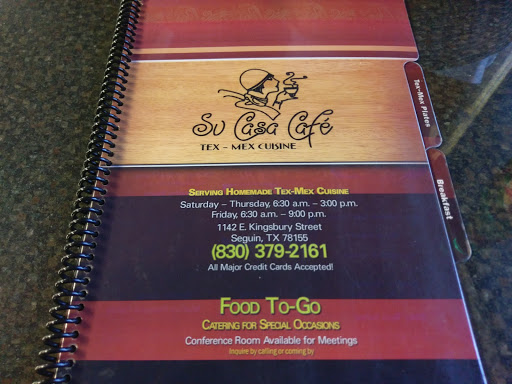 Su Casa Café
TEX - MEX CUISINE
Tex-Mex Plates
Breakfast
SERVING HOMEMADE TEX-MEX CUISINE
Saturday – Thursday, 6:30 a.m. – 3:00 p.m.
Friday, 6:30 a.m. – 9:00 p.m.
1142 E. Kingsbury Street
Seguin, TX 78155
(830) 379-2161
All Major Credit Cards Accepted!
FOOD TO-GO
CATERING FOR SPECIAL OCCASIONS
Conference Room Available for Meetings
Inquire by calling or coming by